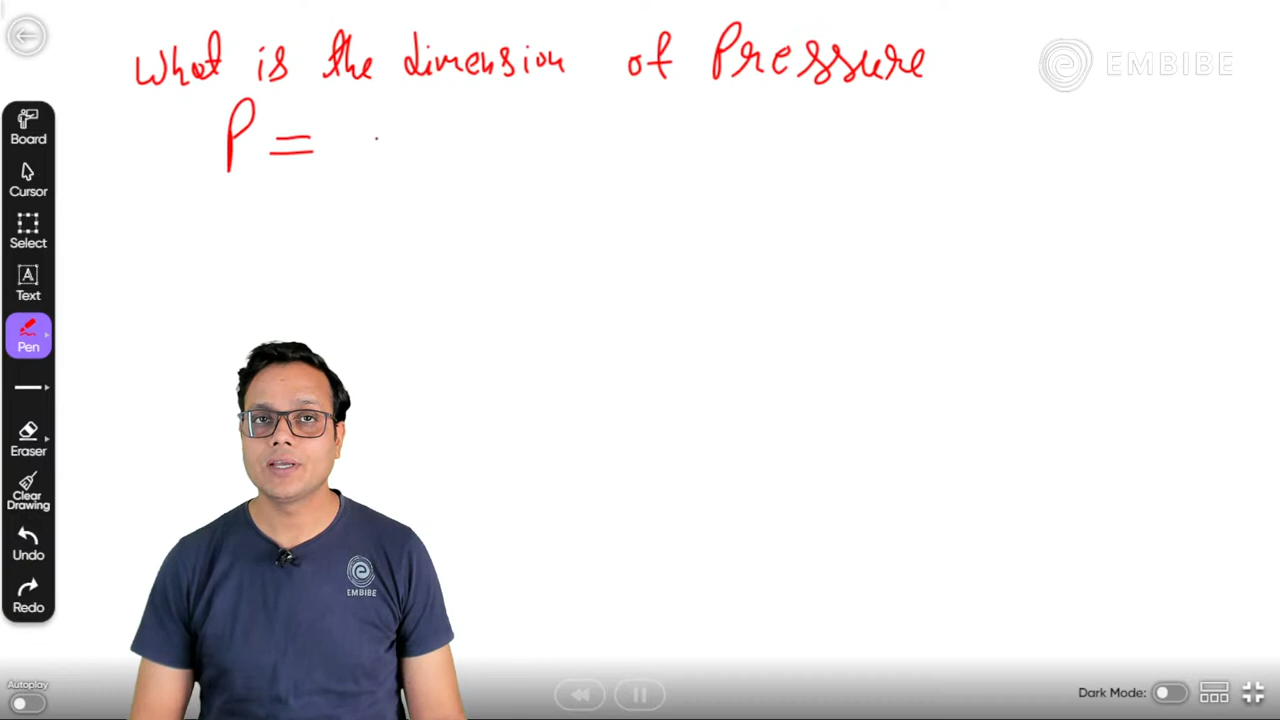 What is the dimension of Pressure
P =
EMBIBE
Board
Cursor
Select
Text
Pen
Eraser
Clear
Drawing
Undo
Redo
EMBIBE
Autoplay
Dark Mode: